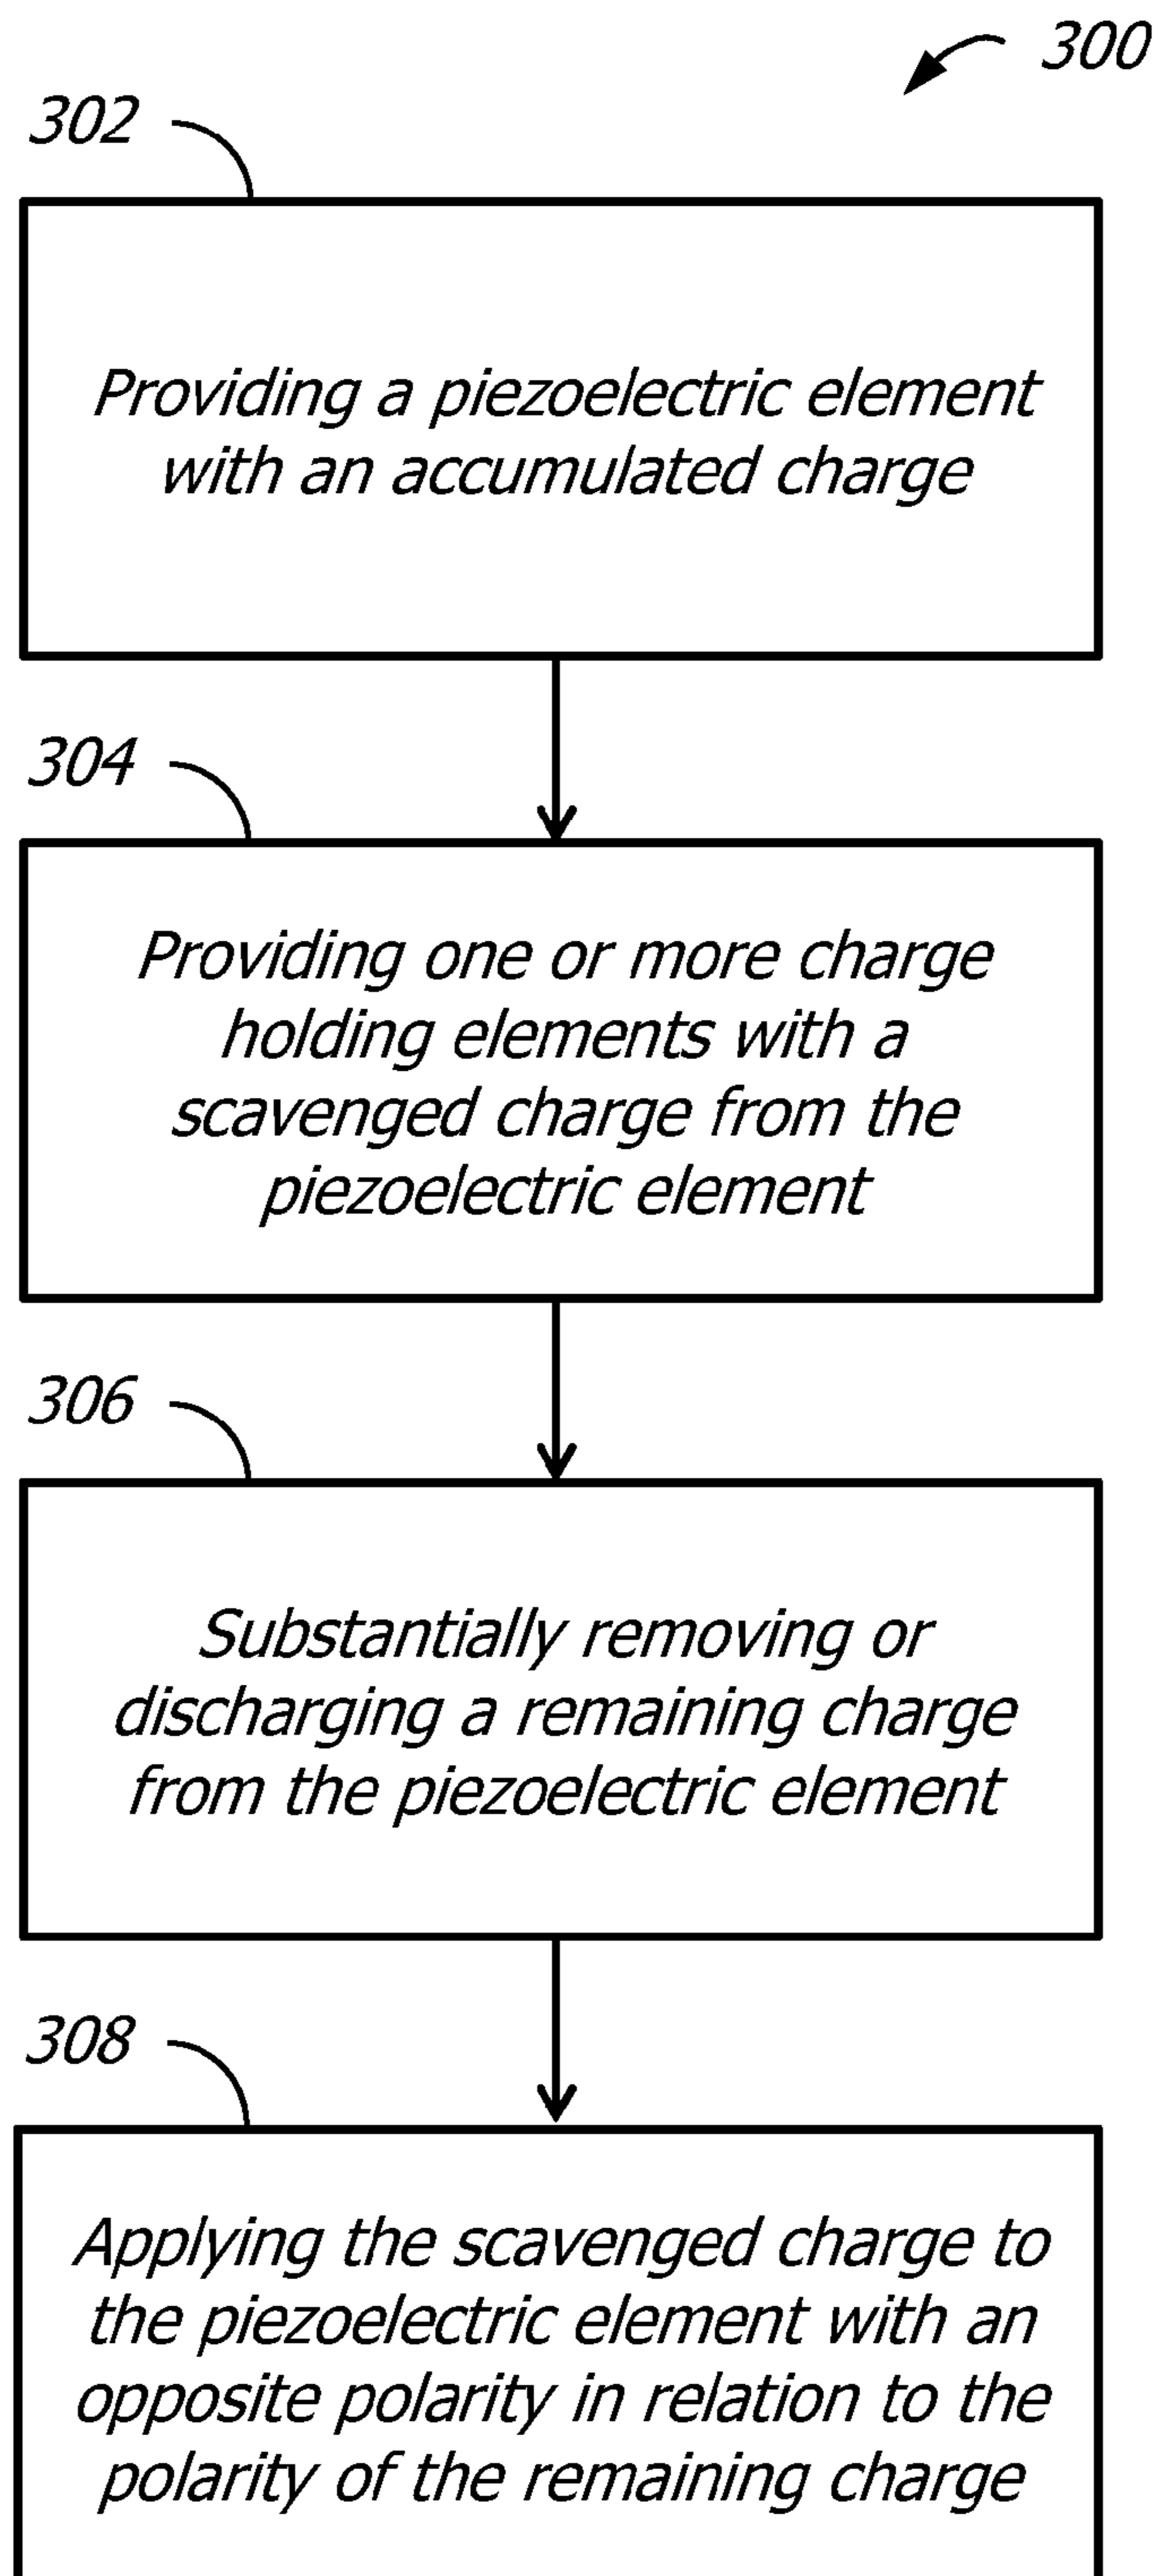 300
302
Providing a piezoelectric element
with an accumulated charge
304
Providing one or more charge
holding elements with a
scavenged charge from the
piezoelectric element
306
Substantially removing or
discharging a remaining charge
from the piezoelectric element
308
Applying the scavenged charge to
the piezoelectric element with an
opposite polarity in relation to the
polarity of the remaining charge